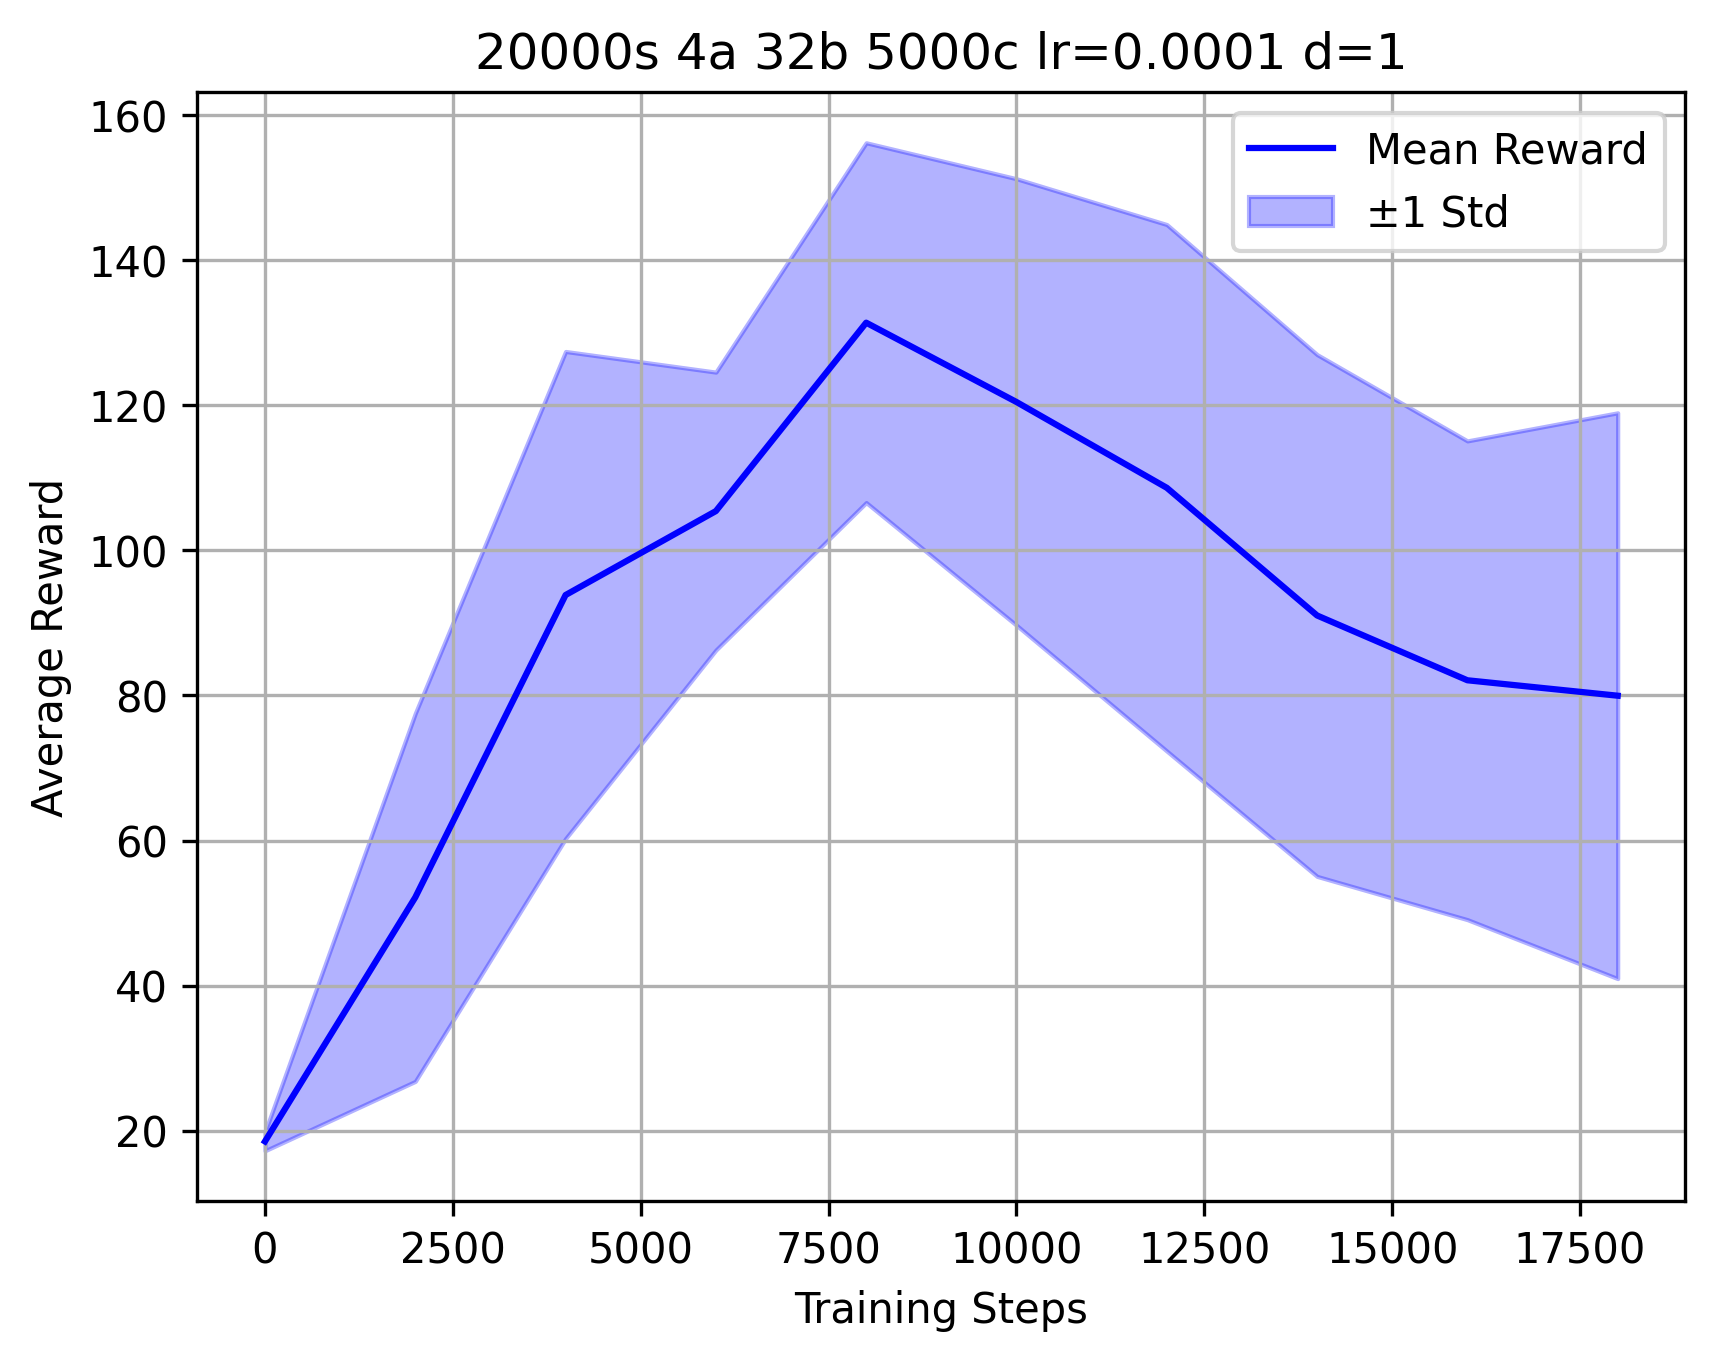 20000s 4a 32b 5000c lr=0.0001 d=1
Mean Reward
±1 Std
Average Reward
160
140
120
100
80
60
40
20
0 2500 5000 7500 10000 12500 15000 17500
Training Steps